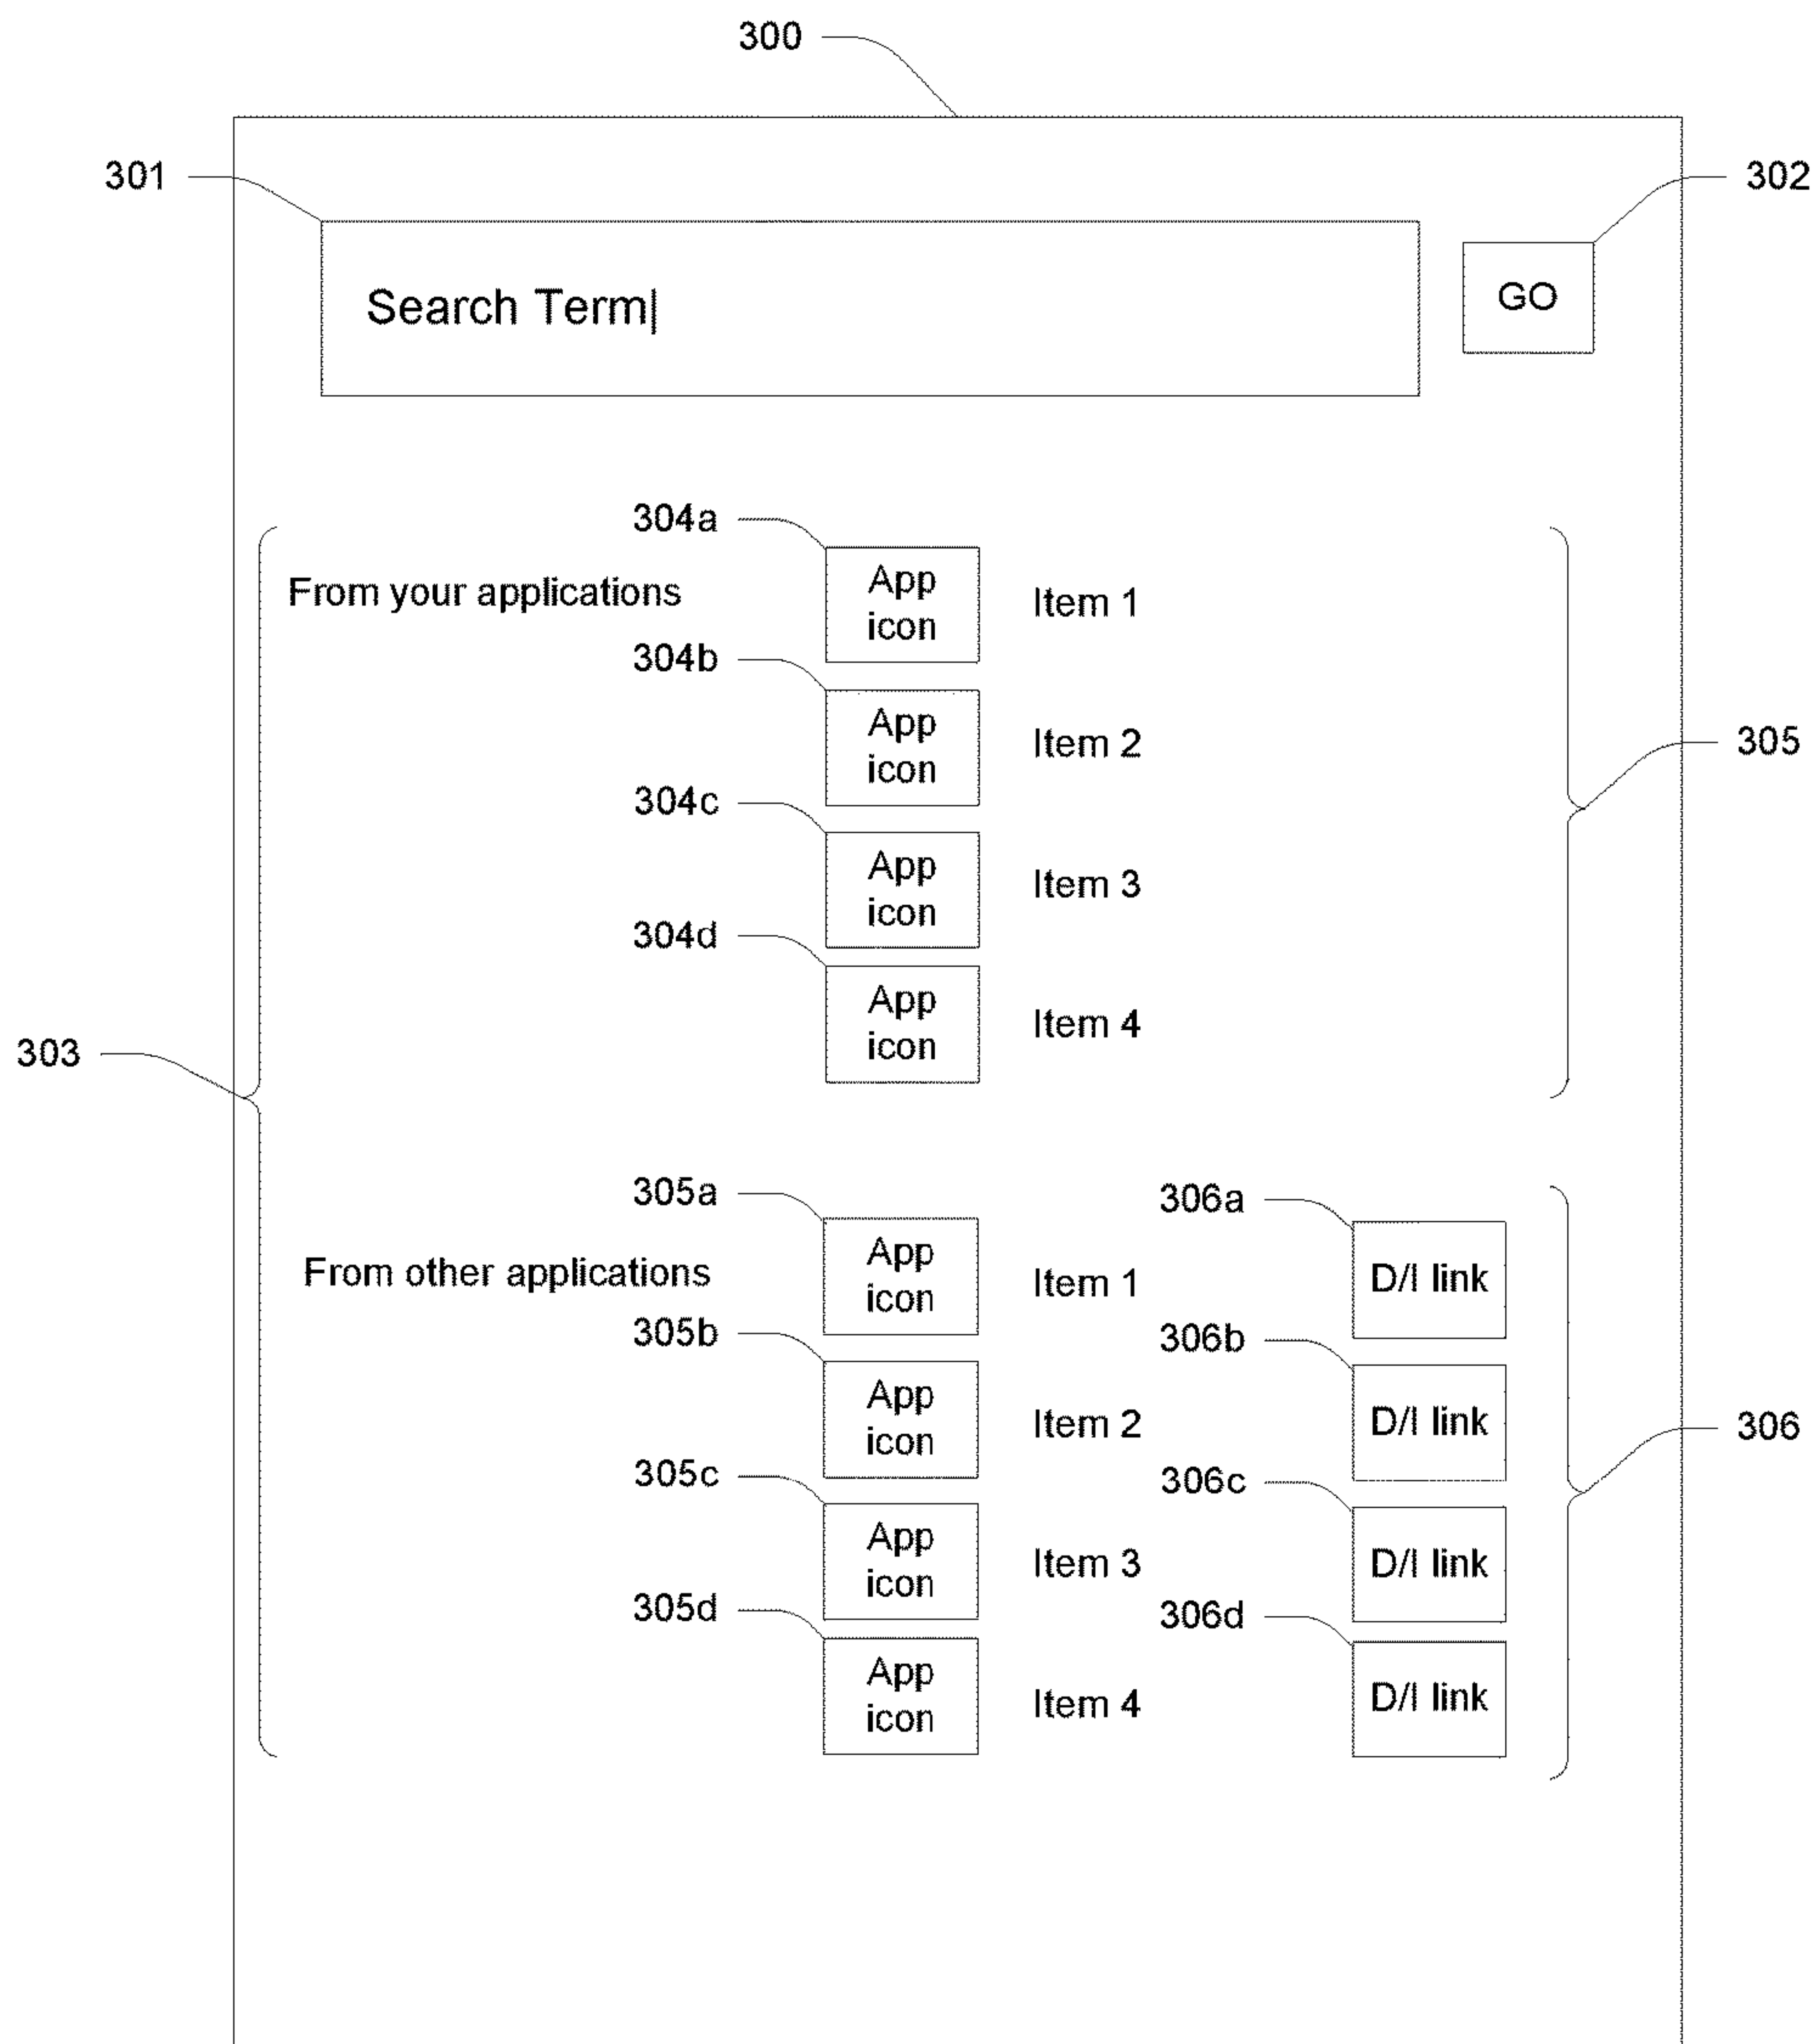 300
301
302
Search Term
GO
304a
From your applications
App
icon
Item 1
304b
App
icon
Item 2
305
304c
App
icon
Item 3
304d
App
icon
Item 4
303
305a
306a
From other applications
App
icon
Item 1
D/I link
305b
306b
App
icon
Item 2
D/I link
306
305c
306c
App
icon
Item 3
D/I link
305d
306d
App
icon
Item 4
D/I link